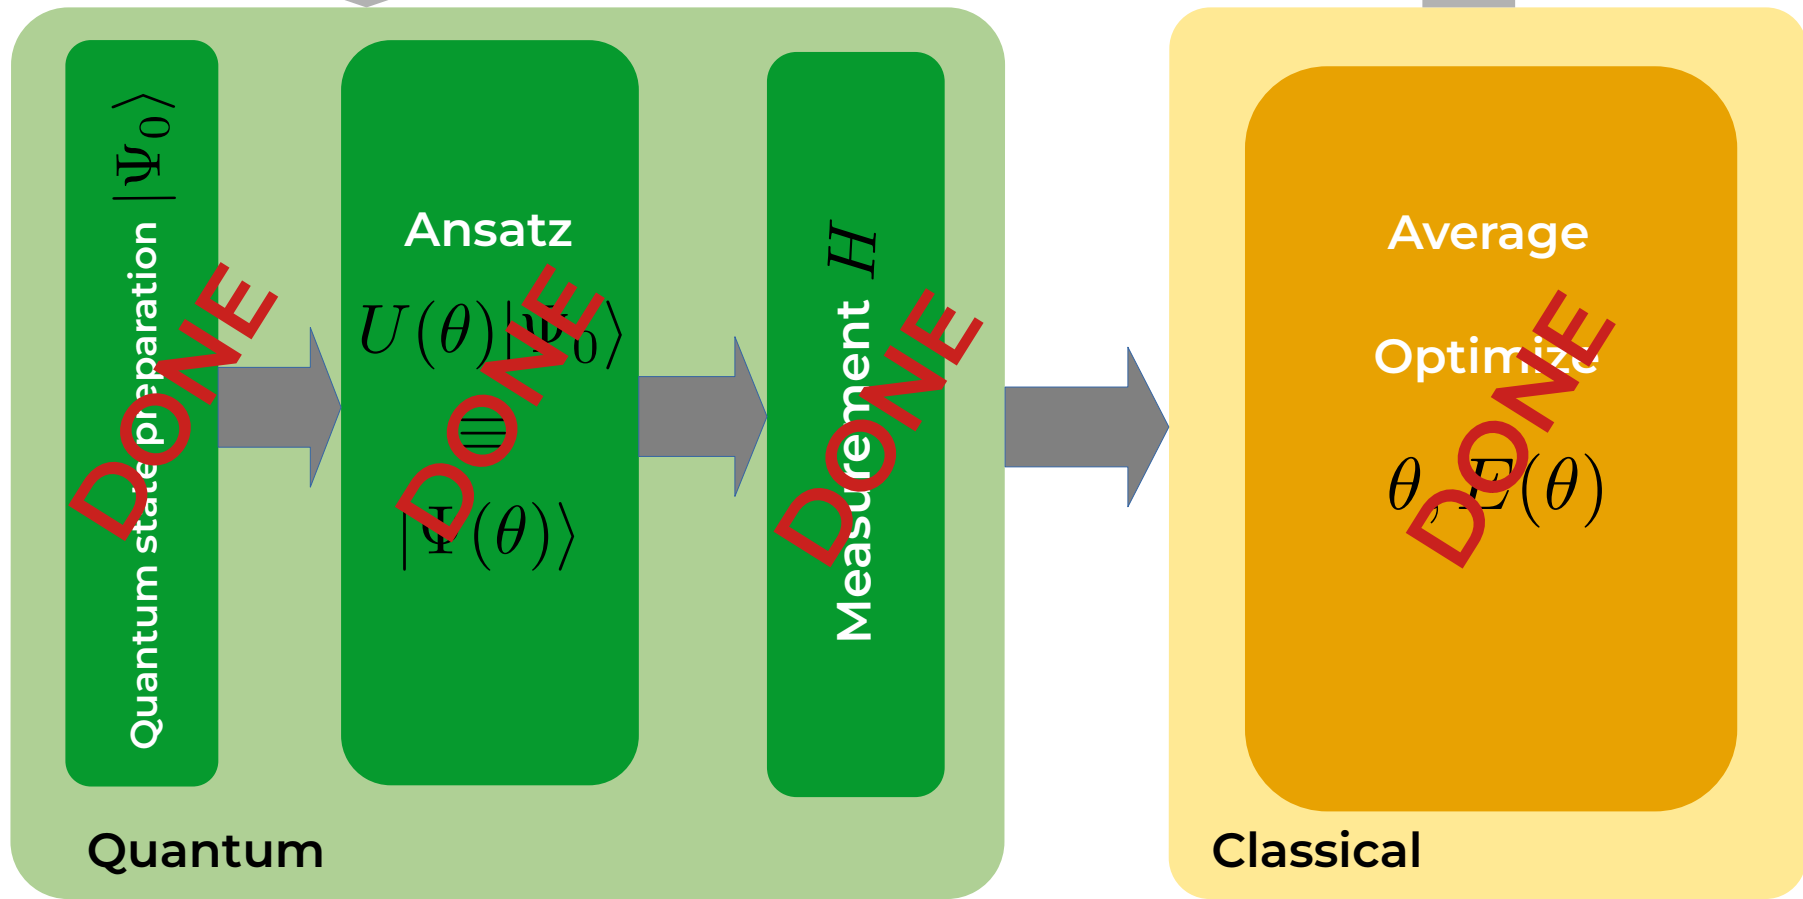 Quantum state preparation |Ψ₀⟩
DONE
Ansatz
U(θ)|Ψ₀⟩
≡
|Ψ(θ)⟩
DONE
Measurement H
DONE
Quantum
Average
Optimize
θ, E(θ)
DONE
Classical